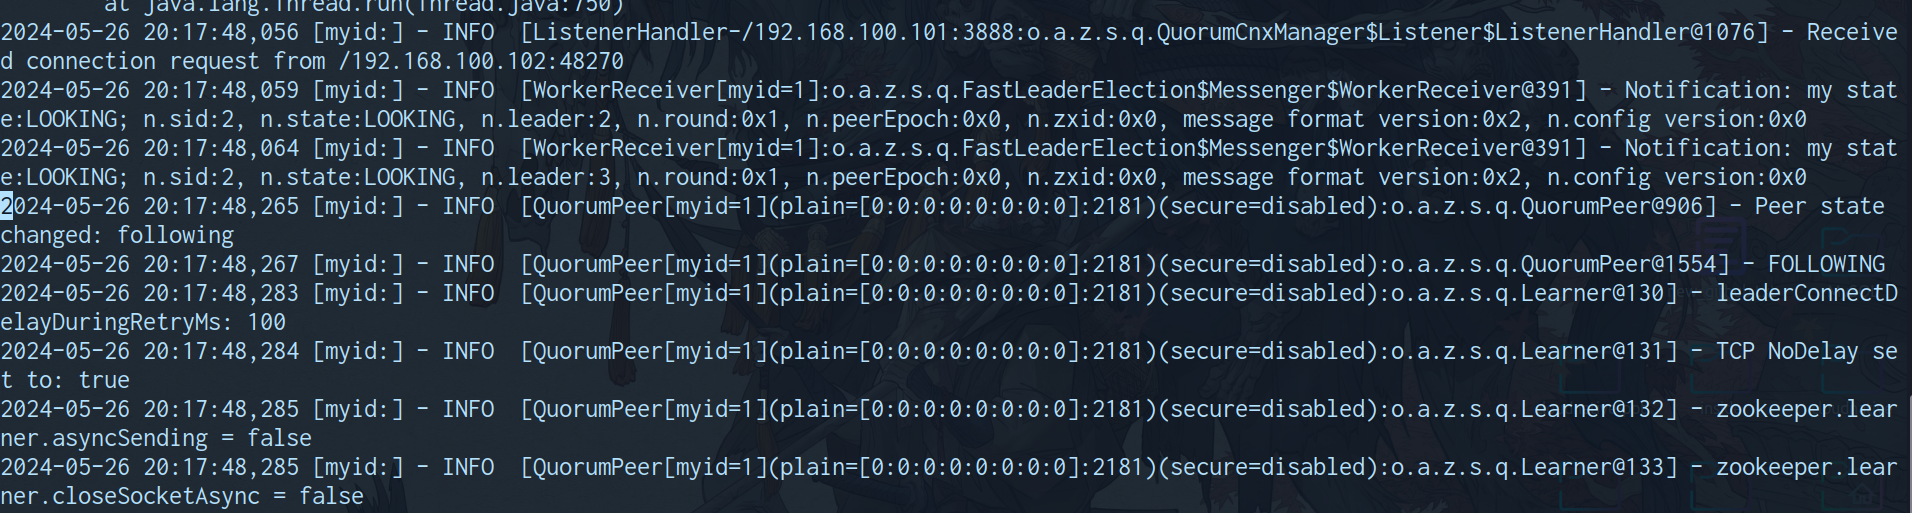 at java.lang.Thread.run(Thread.java:750)
2024-05-26 20:17:48,056 [myid:] - INFO  [ListenerHandler-/192.168.100.101:3888:o.a.z.s.q.QuorumCnxManager$Listener$ListenerHandler@1076] - Receive
d connection request from /192.168.100.102:48270
2024-05-26 20:17:48,059 [myid:] - INFO  [WorkerReceiver[myid=1]:o.a.z.s.q.FastLeaderElection$Messenger$WorkerReceiver@391] - Notification: my stat
e:LOOKING; n.sid:2, n.state:LOOKING, n.leader:2, n.round:0x1, n.peerEpoch:0x0, n.zxid:0x0, message format version:0x2, n.config version:0x0
2024-05-26 20:17:48,064 [myid:] - INFO  [WorkerReceiver[myid=1]:o.a.z.s.q.FastLeaderElection$Messenger$WorkerReceiver@391] - Notification: my stat
e:LOOKING; n.sid:2, n.state:LOOKING, n.leader:3, n.round:0x1, n.peerEpoch:0x0, n.zxid:0x0, message format version:0x2, n.config version:0x0
2024-05-26 20:17:48,265 [myid:] - INFO  [QuorumPeer[myid=1](plain=[0:0:0:0:0:0:0:0]:2181)(secure=disabled):o.a.z.s.q.QuorumPeer@906] - Peer state
changed: following
2024-05-26 20:17:48,267 [myid:] - INFO  [QuorumPeer[myid=1](plain=[0:0:0:0:0:0:0:0]:2181)(secure=disabled):o.a.z.s.q.QuorumPeer@1554] - FOLLOWING
2024-05-26 20:17:48,283 [myid:] - INFO  [QuorumPeer[myid=1](plain=[0:0:0:0:0:0:0:0]:2181)(secure=disabled):o.a.z.s.q.Learner@130] - leaderConnectD
elayDuringRetryMs: 100
2024-05-26 20:17:48,284 [myid:] - INFO  [QuorumPeer[myid=1](plain=[0:0:0:0:0:0:0:0]:2181)(secure=disabled):o.a.z.s.q.Learner@131] - TCP NoDelay se
t to: true
2024-05-26 20:17:48,285 [myid:] - INFO  [QuorumPeer[myid=1](plain=[0:0:0:0:0:0:0:0]:2181)(secure=disabled):o.a.z.s.q.Learner@132] - zookeeper.lear
ner.asyncSending = false
2024-05-26 20:17:48,285 [myid:] - INFO  [QuorumPeer[myid=1](plain=[0:0:0:0:0:0:0:0]:2181)(secure=disabled):o.a.z.s.q.Learner@133] - zookeeper.lear
ner.closeSocketAsync = false